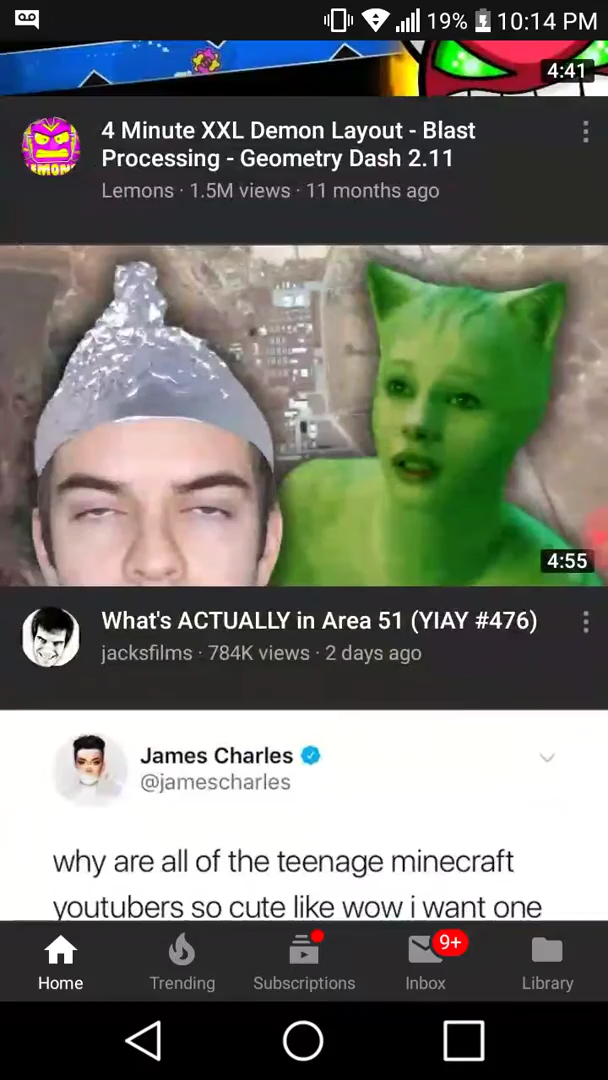 19% 10:14 PM
4:41
4 Minute XXL Demon Layout - Blast
Processing - Geometry Dash 2.11
Lemons · 1.5M views · 11 months ago
4:55
What's ACTUALLY in Area 51 (YIAY #476)
jacksfilms · 784K views · 2 days ago
James Charles
@jamescharles
why are all of the teenage minecraft
youtubers so cute like wow i want one
9+
Home Trending Subscriptions Inbox Library